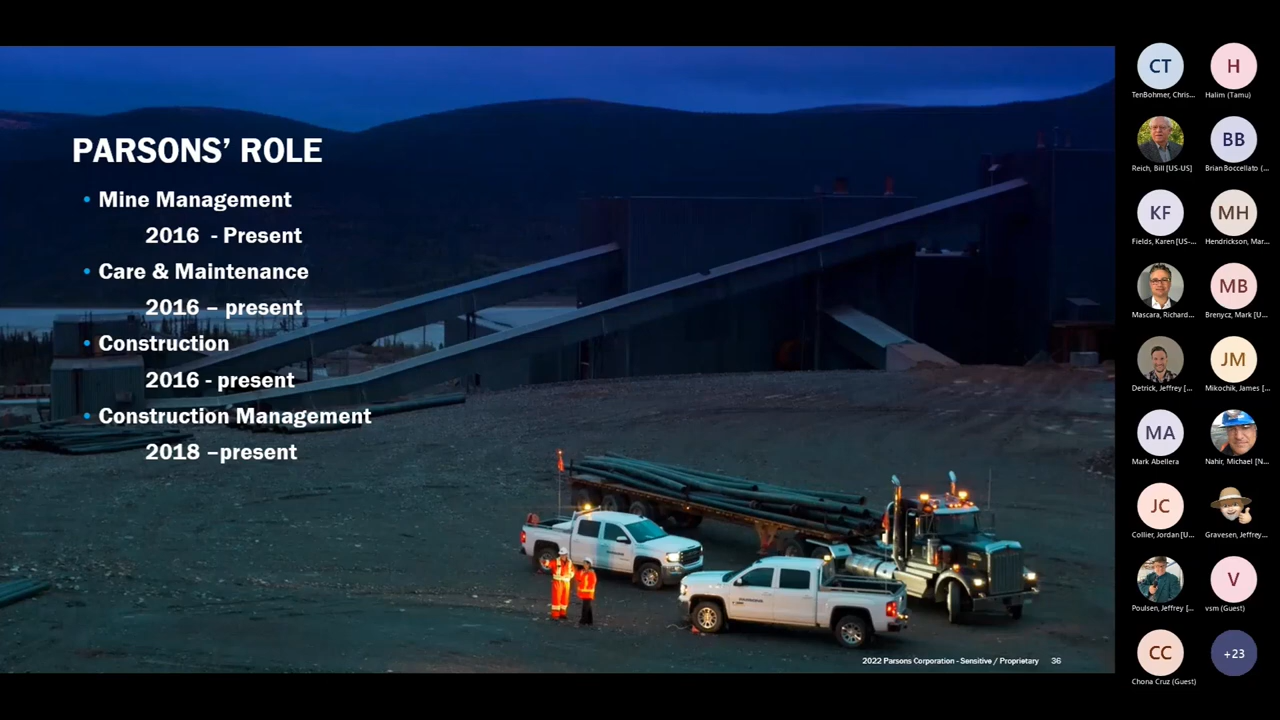 PARSONS’ ROLE
• Mine Management
2016 - Present
• Care & Maintenance
2016 – present
• Construction
2016 - present
• Construction Management
2018 –present
2022 Parsons Corporation - Sensitive / Proprietary 36
CT H
TenBohmer, Chris... Halim (Tamu)
BB
Reich, Bill [US-US] Brian Boccellato (...
KF MH
Fields, Karen [US-... Hendrickson, Mar...
MB
Mascara, Richard... Brenycz, Mark [U...
JM
Detrick, Jeffrey [... Mikochik, James [...
MA
Mark Abellera Nahir, Michael [N...
JC
Collier, Jordan [U... Gravesen, Jeffrey...
V
Poulsen, Jeffrey [... vsm (Guest)
CC +23
Chona Cruz (Guest)